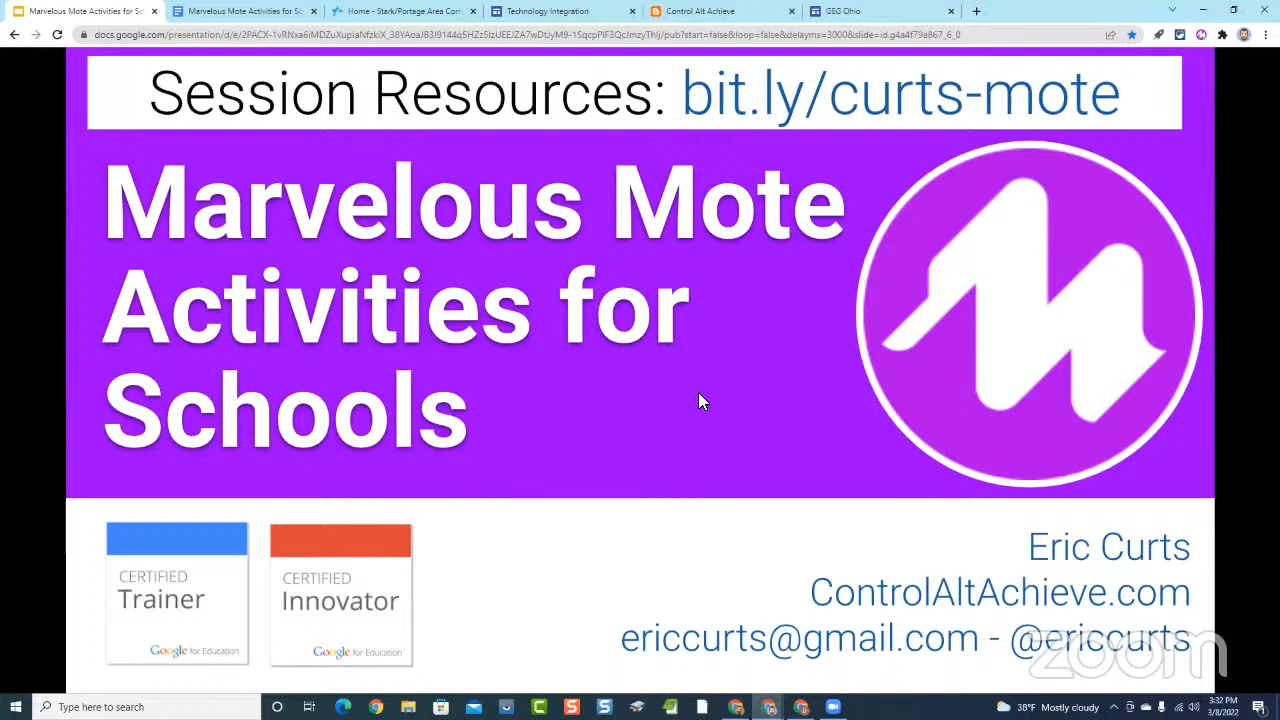 Marvelous Mote Activities for Sc
Marvelous Mote Activities for Sc
Home - Stark/Portage Area Com
Technology Integration
Control Alt Achieve
GEG Ohio
Session Resources: bit.ly/curts-mote
Marvelous Mote
Activities for
Schools
CERTIFIED
Trainer
Google for Education
CERTIFIED
Innovator
Google for Education
Eric Curts
ControlAltAchieve.com
ericcurts@gmail.com - @ericcurts
zoom
Type here to search
38°F Mostly cloudy
3:32 PM
3/8/2022